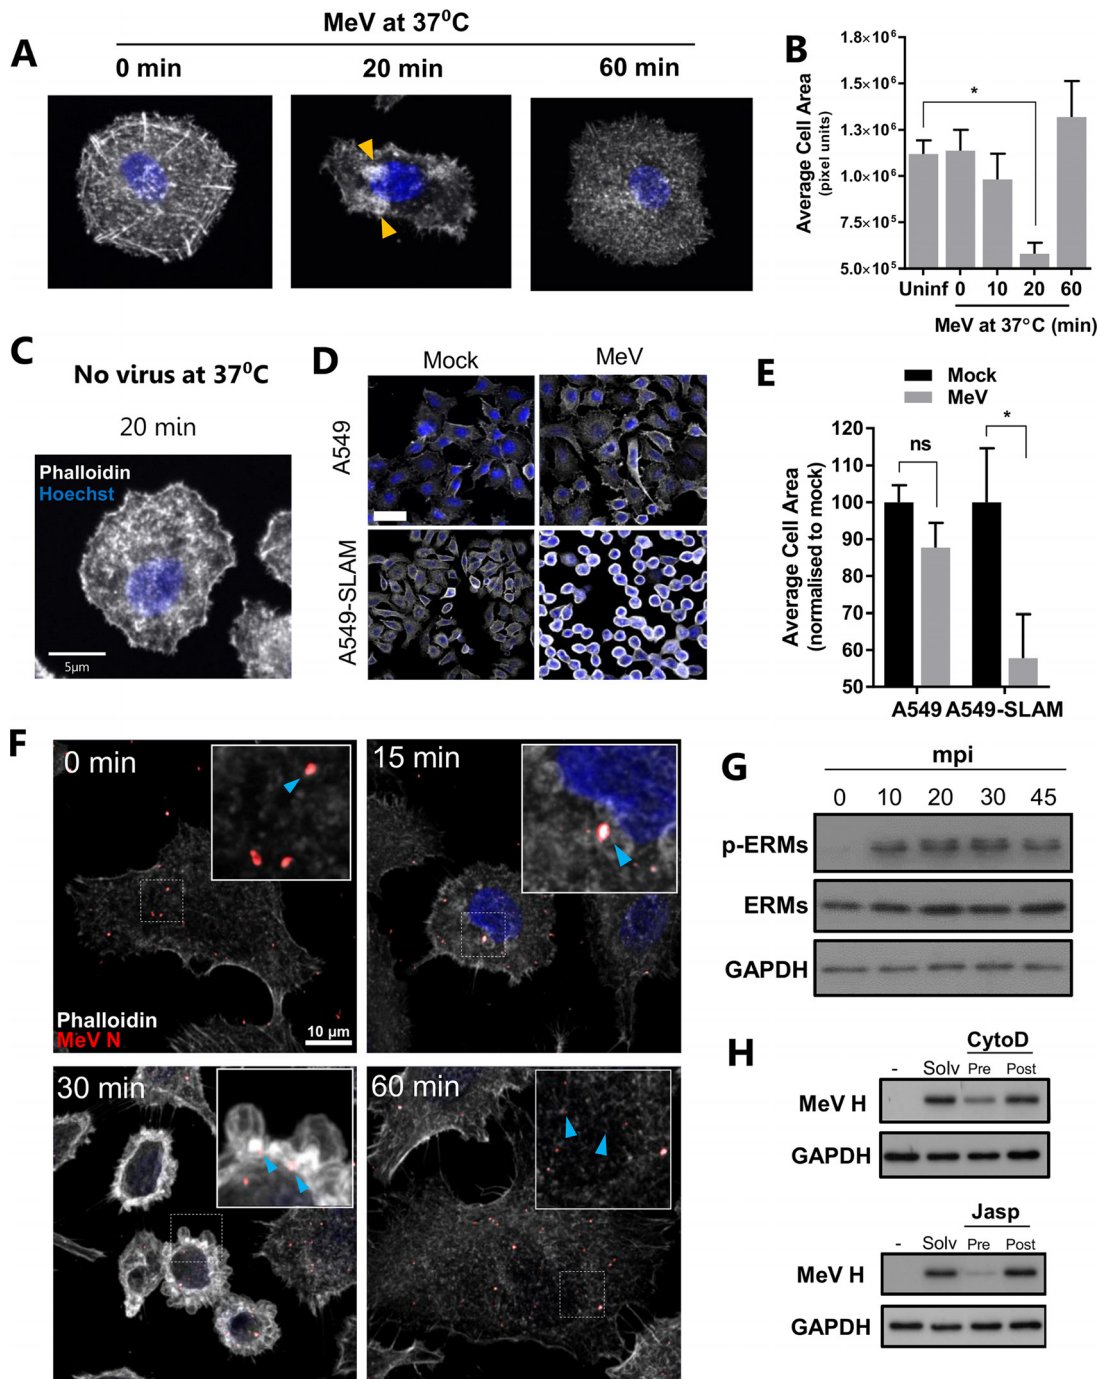 MeV at 37⁰C
A
0 min
20 min
60 min
B
Average Cell Area
(pixel units)
1.8×10⁶
1.5×10⁶
1.3×10⁶
1.0×10⁶
7.5×10⁵
5.0×10⁵
*
Uninf 0 10 20 60
MeV at 37°C (min)
C
No virus at 37⁰C
20 min
Phalloidin
Hoechst
5μm
D
Mock
MeV
A549
A549-SLAM
E
Mock
MeV
Average Cell Area
(normalised to mock)
120
110
100
90
80
70
60
50
ns
*
A549 A549-SLAM
F
0 min
Phalloidin
MeV N
10 μm
15 min
30 min
60 min
G
mpi
0 10 20 30 45
p-ERMs
ERMs
GAPDH
H
CytoD
- Solv Pre Post
MeV H
GAPDH
Jasp
- Solv Pre Post
MeV H
GAPDH